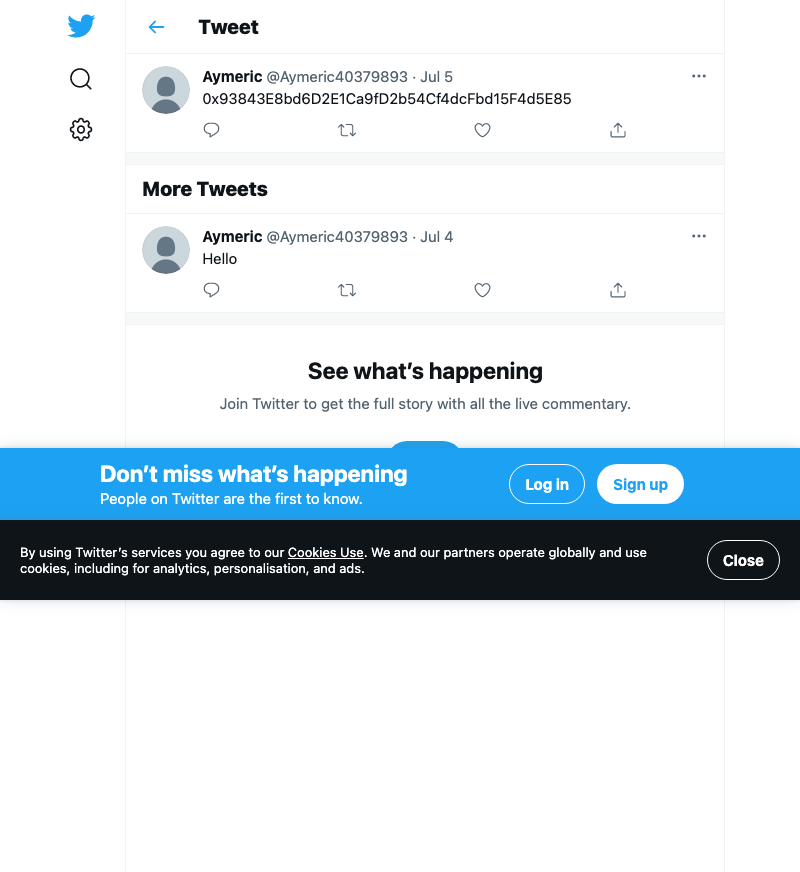 Tweet
Aymeric @Aymeric40379893 · Jul 5
0x93843E8bd6D2E1Ca9fD2b54Cf4dcFbd15F4d5E85
More Tweets
Aymeric @Aymeric40379893 · Jul 4
Hello
See what’s happening
Join Twitter to get the full story with all the live commentary.
Don’t miss what’s happening
People on Twitter are the first to know.
Log in
Sign up
By using Twitter’s services you agree to our Cookies Use. We and our partners operate globally and use
cookies, including for analytics, personalisation, and ads.
Close